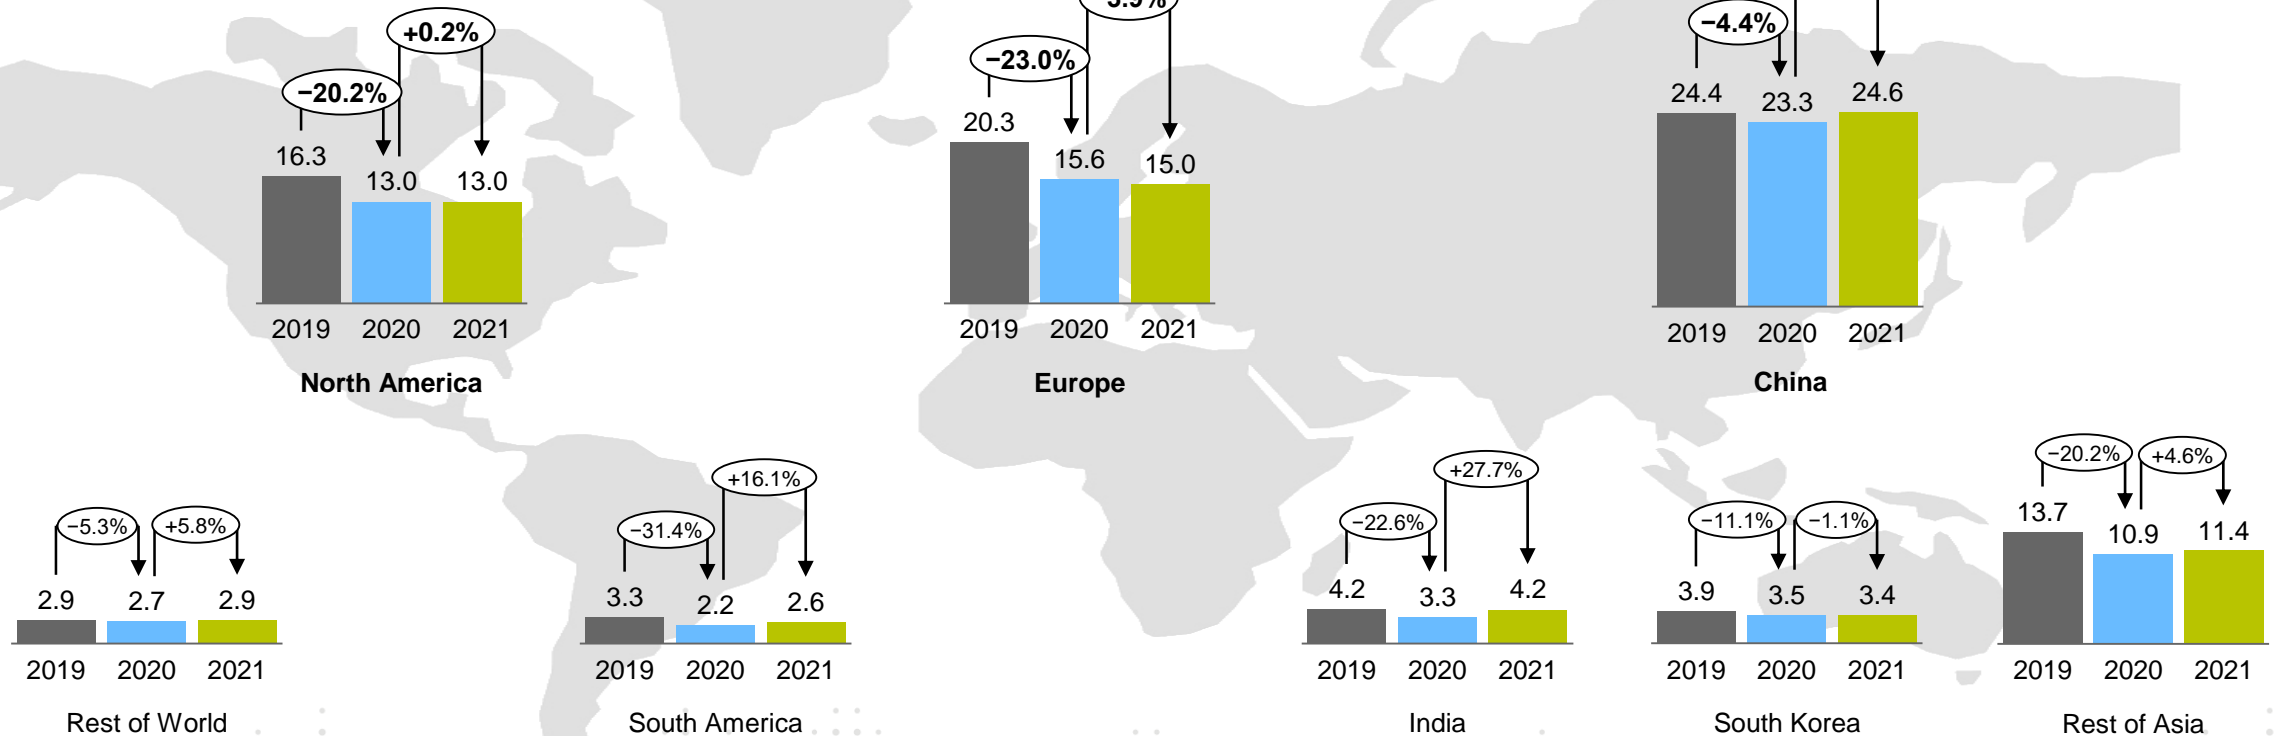 +0.2%
−20.2%
16.3
13.0
13.0
2019 2020 2021
North America
−23.0%
20.3
15.6
15.0
2019 2020 2021
Europe
−4.4%
24.4
23.3
24.6
2019 2020 2021
China
−5.3%
+5.8%
2.9
2.7
2.9
2019 2020 2021
Rest of World
+16.1%
−31.4%
3.3
2.2
2.6
2019 2020 2021
South America
+27.7%
−22.6%
4.2
3.3
4.2
2019 2020 2021
India
−11.1%
−1.1%
3.9
3.5
3.4
2019 2020 2021
South Korea
−20.2%
+4.6%
13.7
10.9
11.4
2019 2020 2021
Rest of Asia